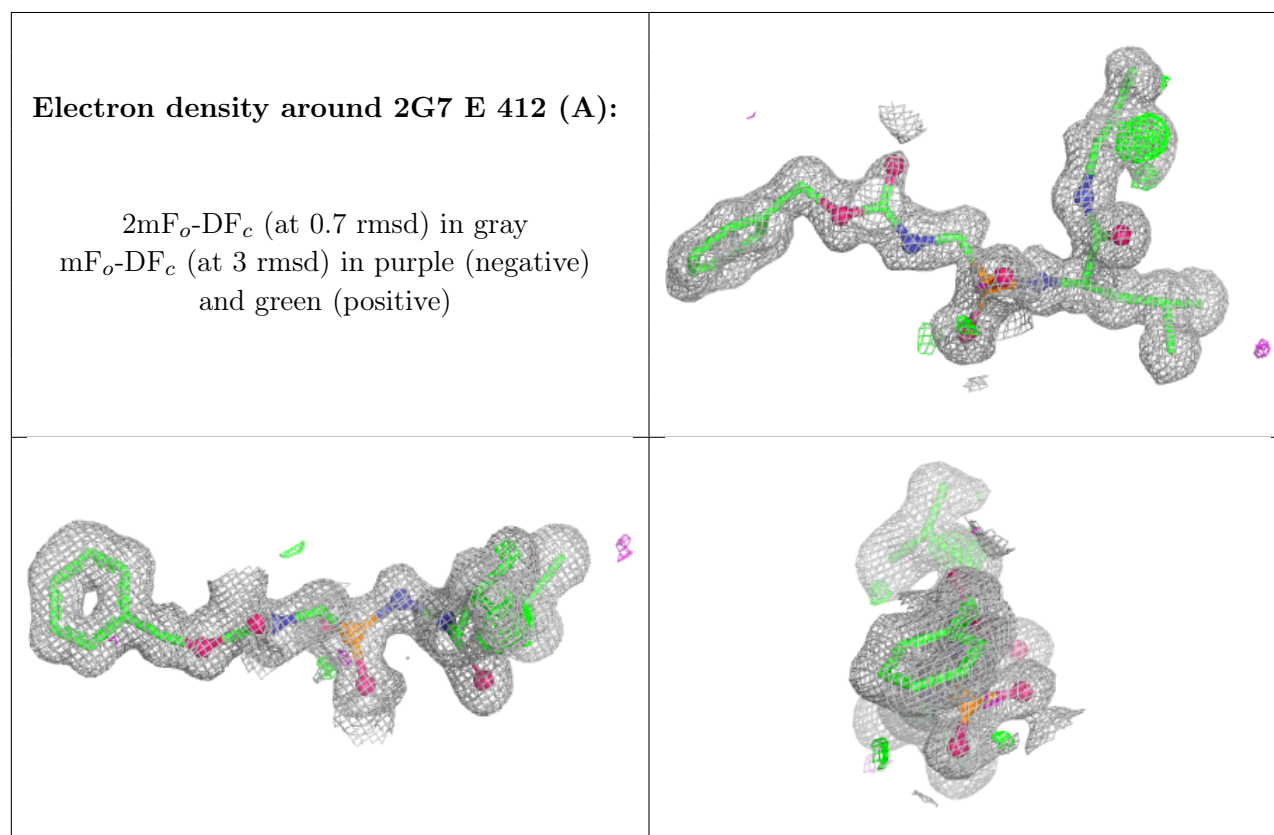 Electron density around 2G7 E 412 (A):
2mFₒ-DF𝒸 (at 0.7 rmsd) in gray
mFₒ-DF𝒸 (at 3 rmsd) in purple (negative)
and green (positive)